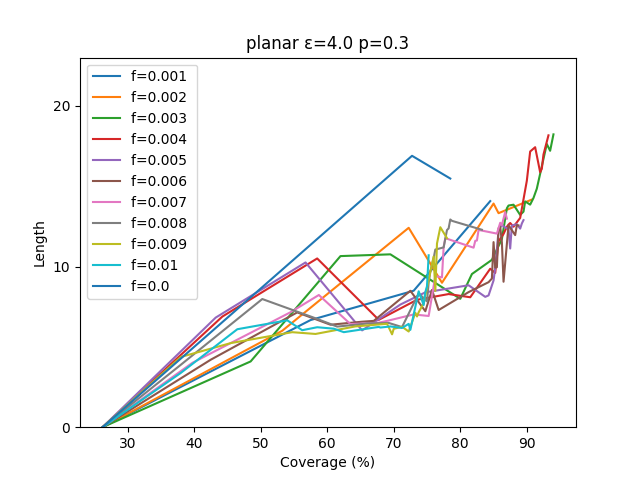 planar ε=4.0 p=0.3
f=0.001
f=0.002
f=0.003
f=0.004
f=0.005
f=0.006
f=0.007
f=0.008
f=0.009
f=0.01
f=0.0
Length
20
10
0
30 40 50 60 70 80 90
Coverage (%)